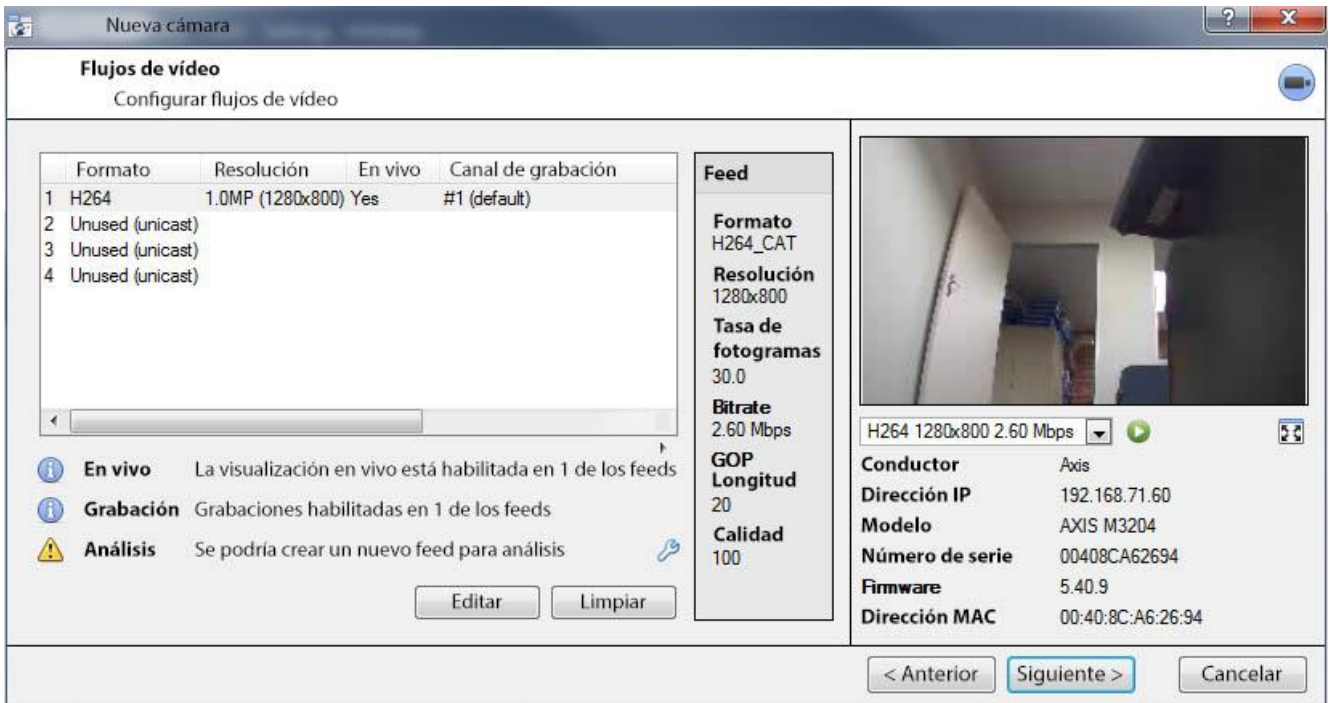 Nueva cámara
Flujos de vídeo
Configurar flujos de vídeo
Formato Resolución En vivo Canal de grabación
1 H264 1.0MP (1280x800) Yes #1 (default)
2 Unused (unicast)
3 Unused (unicast)
4 Unused (unicast)
En vivo La visualización en vivo está habilitada en 1 de los feeds
Grabación Grabaciones habilitadas en 1 de los feeds
Análisis Se podría crear un nuevo feed para análisis
Editar Limpiar
Feed
Formato
H264_CAT
Resolución
1280x800
Tasa de
fotogramas
30.0
Bitrate
2.60 Mbps
GOP
Longitud
20
Calidad
100
H264 1280x800 2.60 Mbps
Conductor Axis
Dirección IP 192.168.71.60
Modelo AXIS M3204
Número de serie 00408CA62694
Firmware 5.40.9
Dirección MAC 00:40:8C:A6:26:94
< Anterior Siguiente > Cancelar